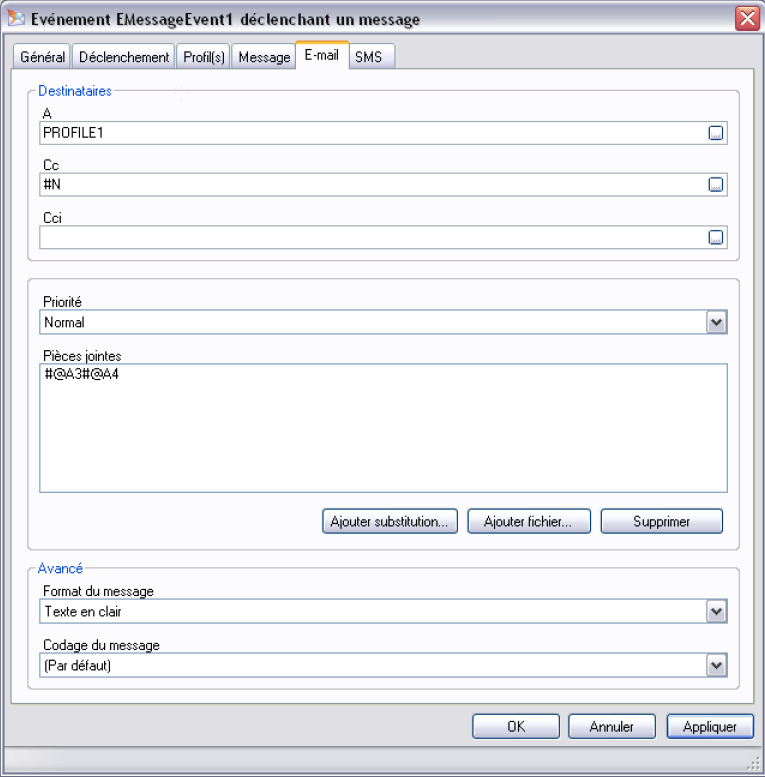 Evénement EMessageEvent1 déclenchant un message
Général Déclenchement Profil(s) Message E-mail SMS
Destinataires
A
PROFILE1
...
Cc
#N
...
Cci
...
Priorité
Normal
Pièces jointes
#@A3#@A4
Ajouter substitution... Ajouter fichier... Supprimer
Avancé
Format du message
Texte en clair
Codage du message
(Par défaut)
OK Annuler Appliquer